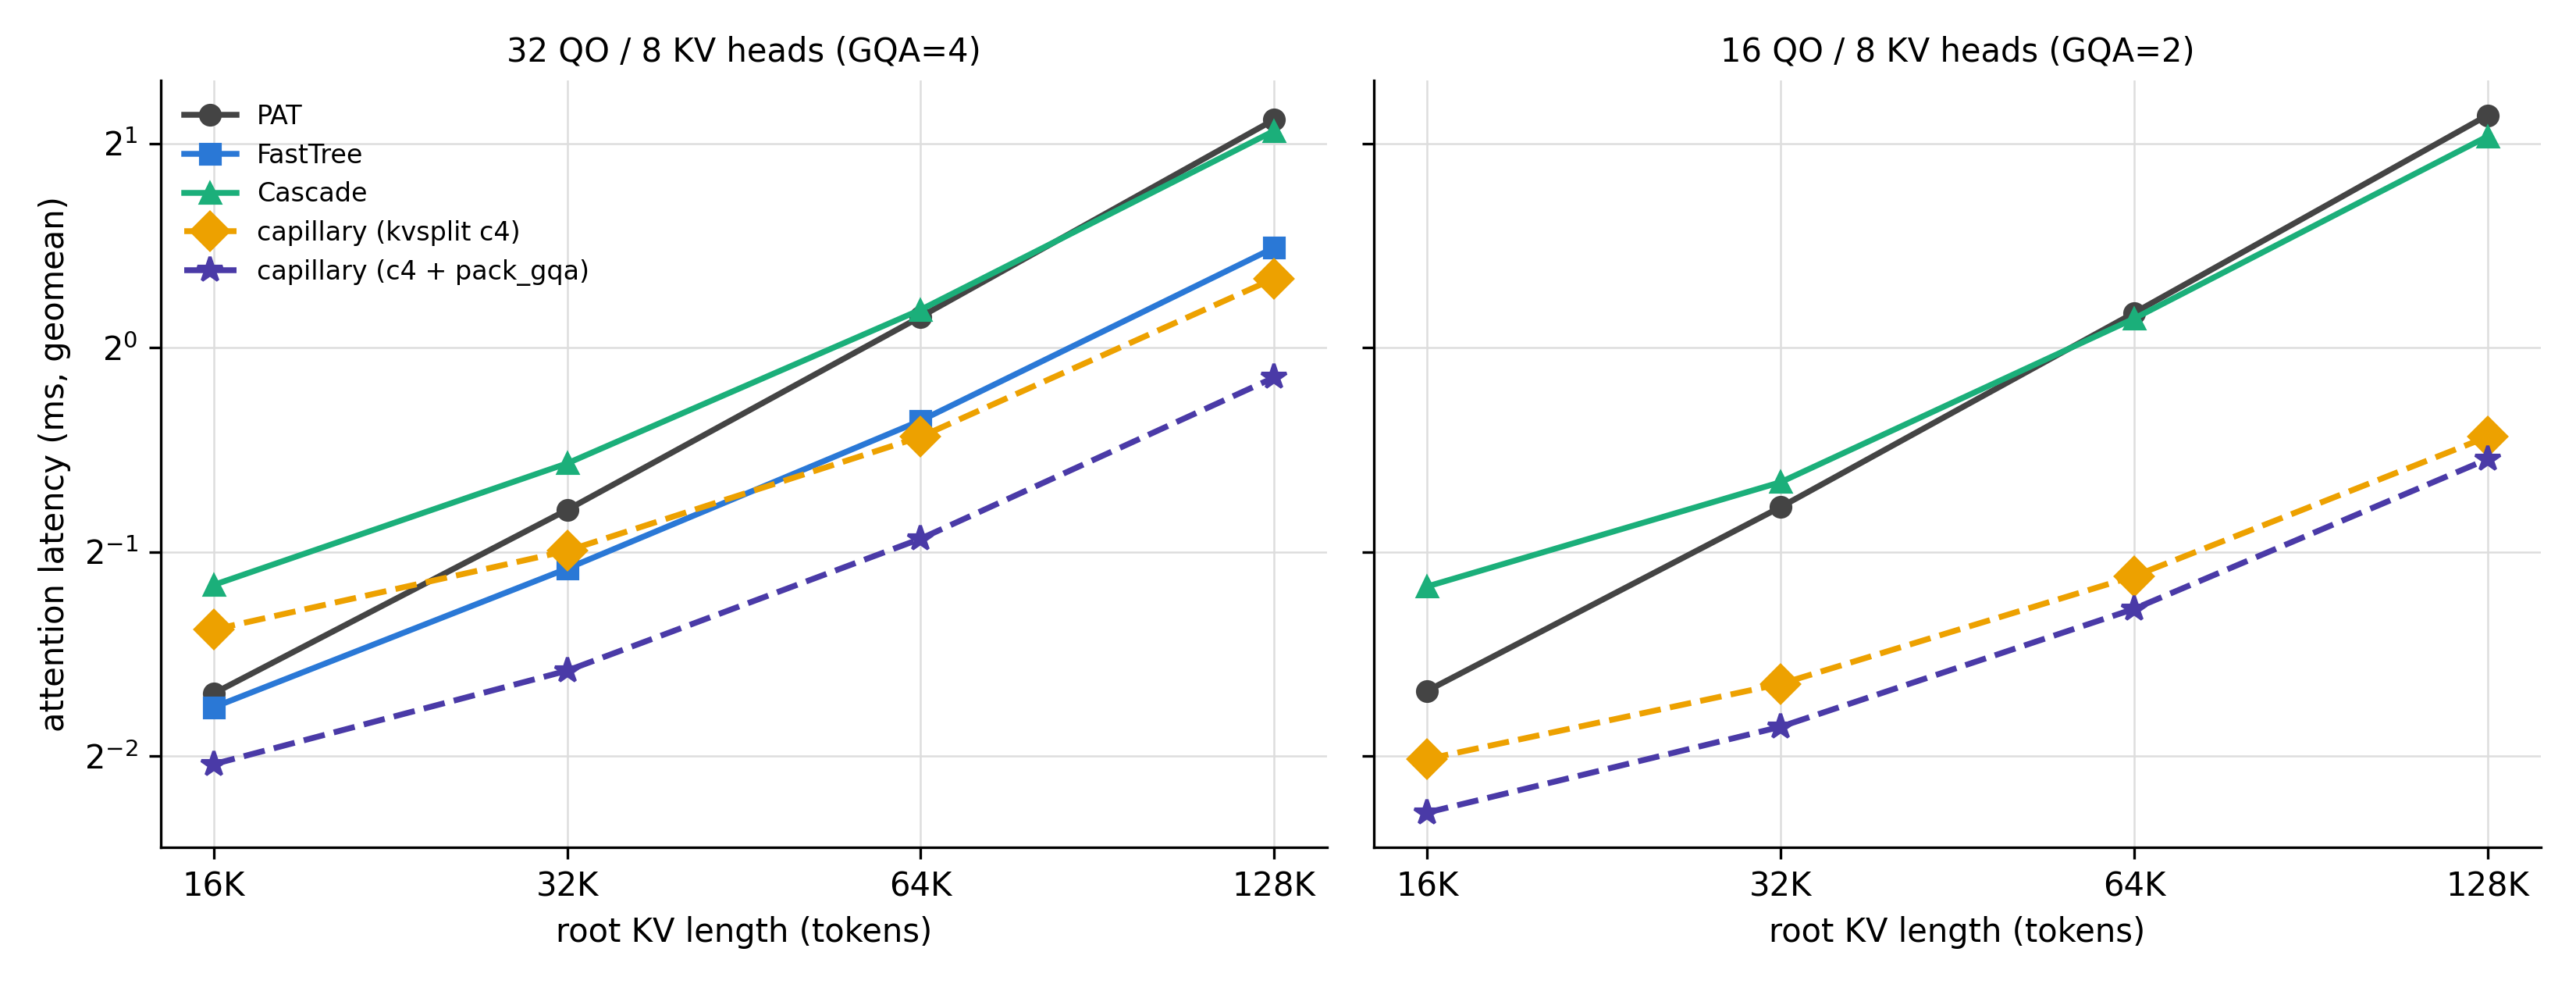 32 QO / 8 KV heads (GQA=4)
PAT
FastTree
Cascade
capillary (kvsplit c4)
capillary (c4 + pack_gqa)
attention latency (ms, geomean)
2¹
2⁰
2⁻¹
2⁻²
16K 32K 64K 128K
root KV length (tokens)
16 QO / 8 KV heads (GQA=2)
16K 32K 64K 128K
root KV length (tokens)